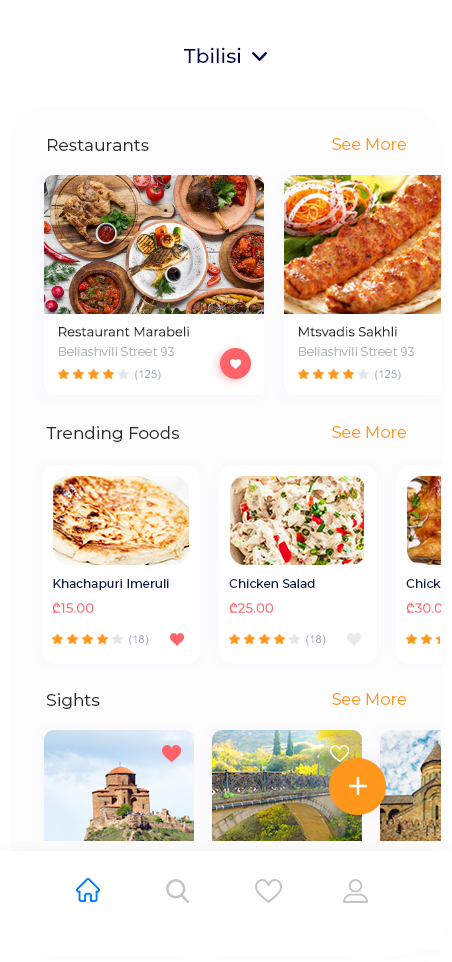 Tbilisi
Restaurants See More
Restaurant Marabeli
Beliashvili Street 93
(125)
Mtsvadis Sakhli
Beliashvili Street 93
(125)
Trending Foods See More
Khachapuri Imeruli
₾15.00
(18)
Chicken Salad
₾25.00
(18)
Chick
₾30.0
Sights See More